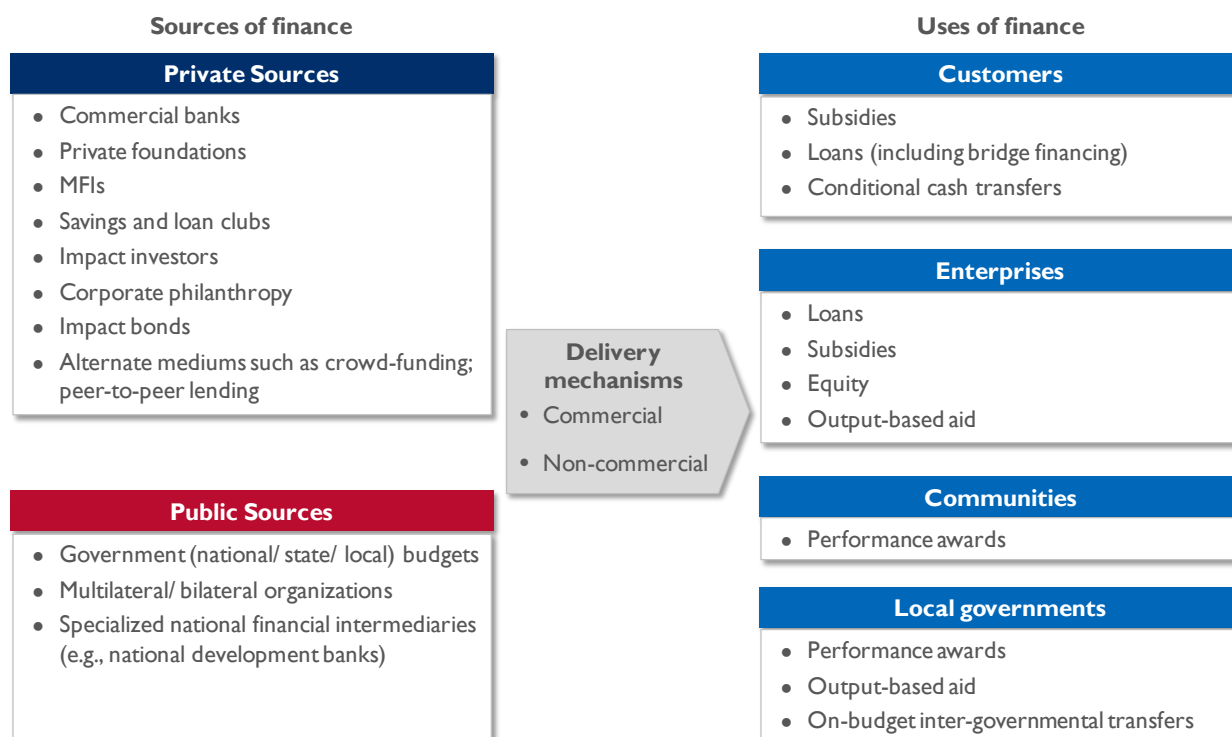 Sources of finance
Private Sources
● Commercial banks
● Private foundations
● MFIs
● Savings and loan clubs
● Impact investors
● Corporate philanthropy
● Impact bonds
● Alternate mediums such as crowd-funding;
peer-to-peer lending
Public Sources
● Government (national/ state/ local) budgets
● Multilateral/ bilateral organizations
● Specialized national financial intermediaries
(e.g., national development banks)
Delivery
mechanisms
• Commercial
• Non-commercial
Uses of finance
Customers
● Subsidies
● Loans (including bridge financing)
● Conditional cash transfers
Enterprises
● Loans
● Subsidies
● Equity
● Output-based aid
Communities
● Performance awards
Local governments
● Performance awards
● Output-based aid
● On-budget inter-governmental transfers